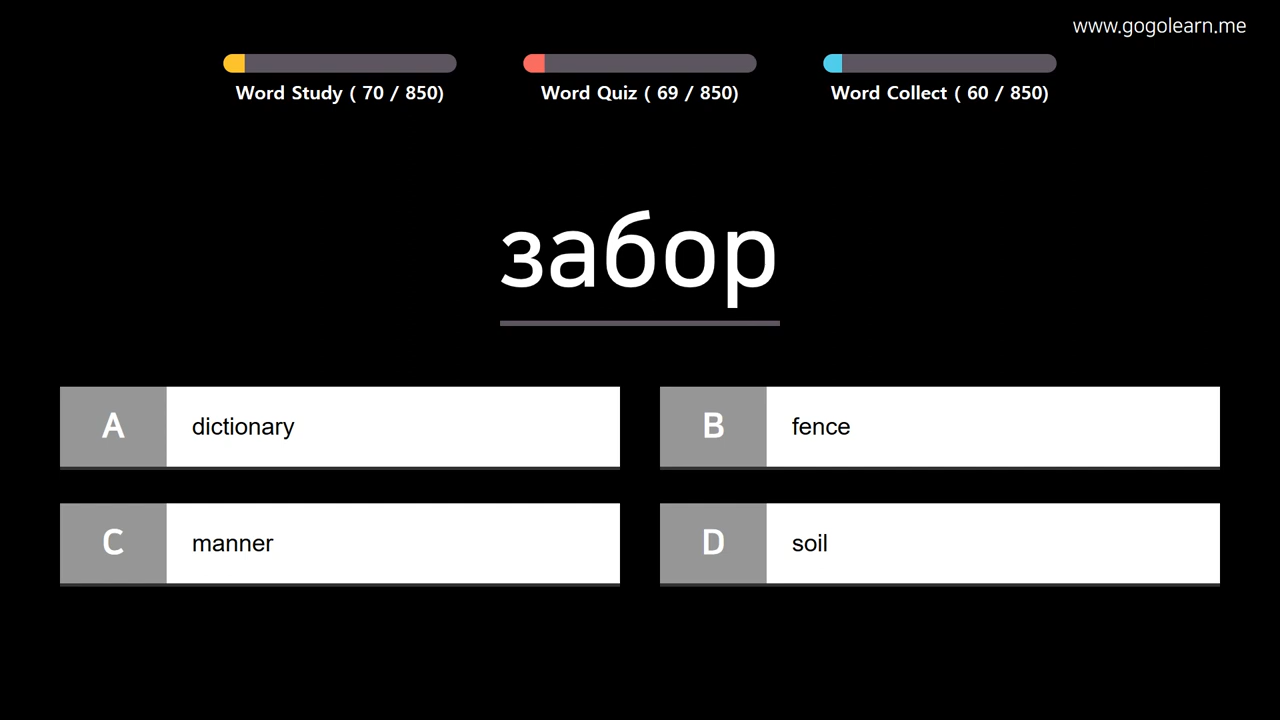 www.gogolearn.me
Word Study ( 70 / 850)
Word Quiz ( 69 / 850)
Word Collect ( 60 / 850)
забор
A dictionary
B fence
C manner
D soil